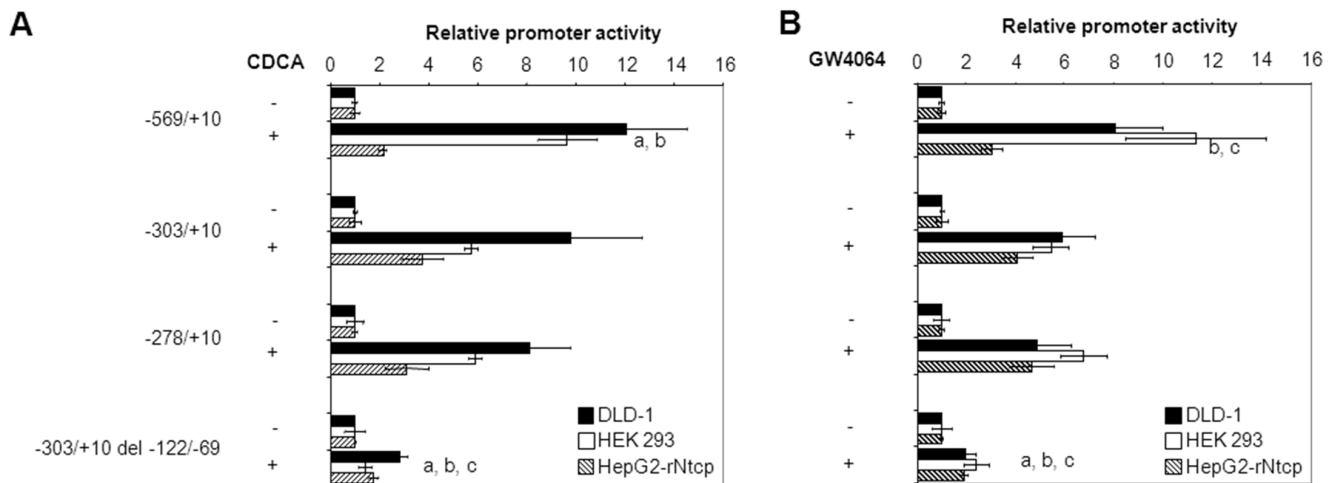 A
Relative promoter activity
CDCA
0 2 4 6 8 10 12 14 16
-569/+10
-
+
a, b
-303/+10
-
+
-278/+10
-
+
-303/+10 del -122/-69
-
+
a, b, c
DLD-1
HEK 293
HepG2-rNtcp
B
Relative promoter activity
GW4064
0 2 4 6 8 10 12 14 16
-
+
b, c
-
+
-
+
-
+
a, b, c
DLD-1
HEK 293
HepG2-rNtcp